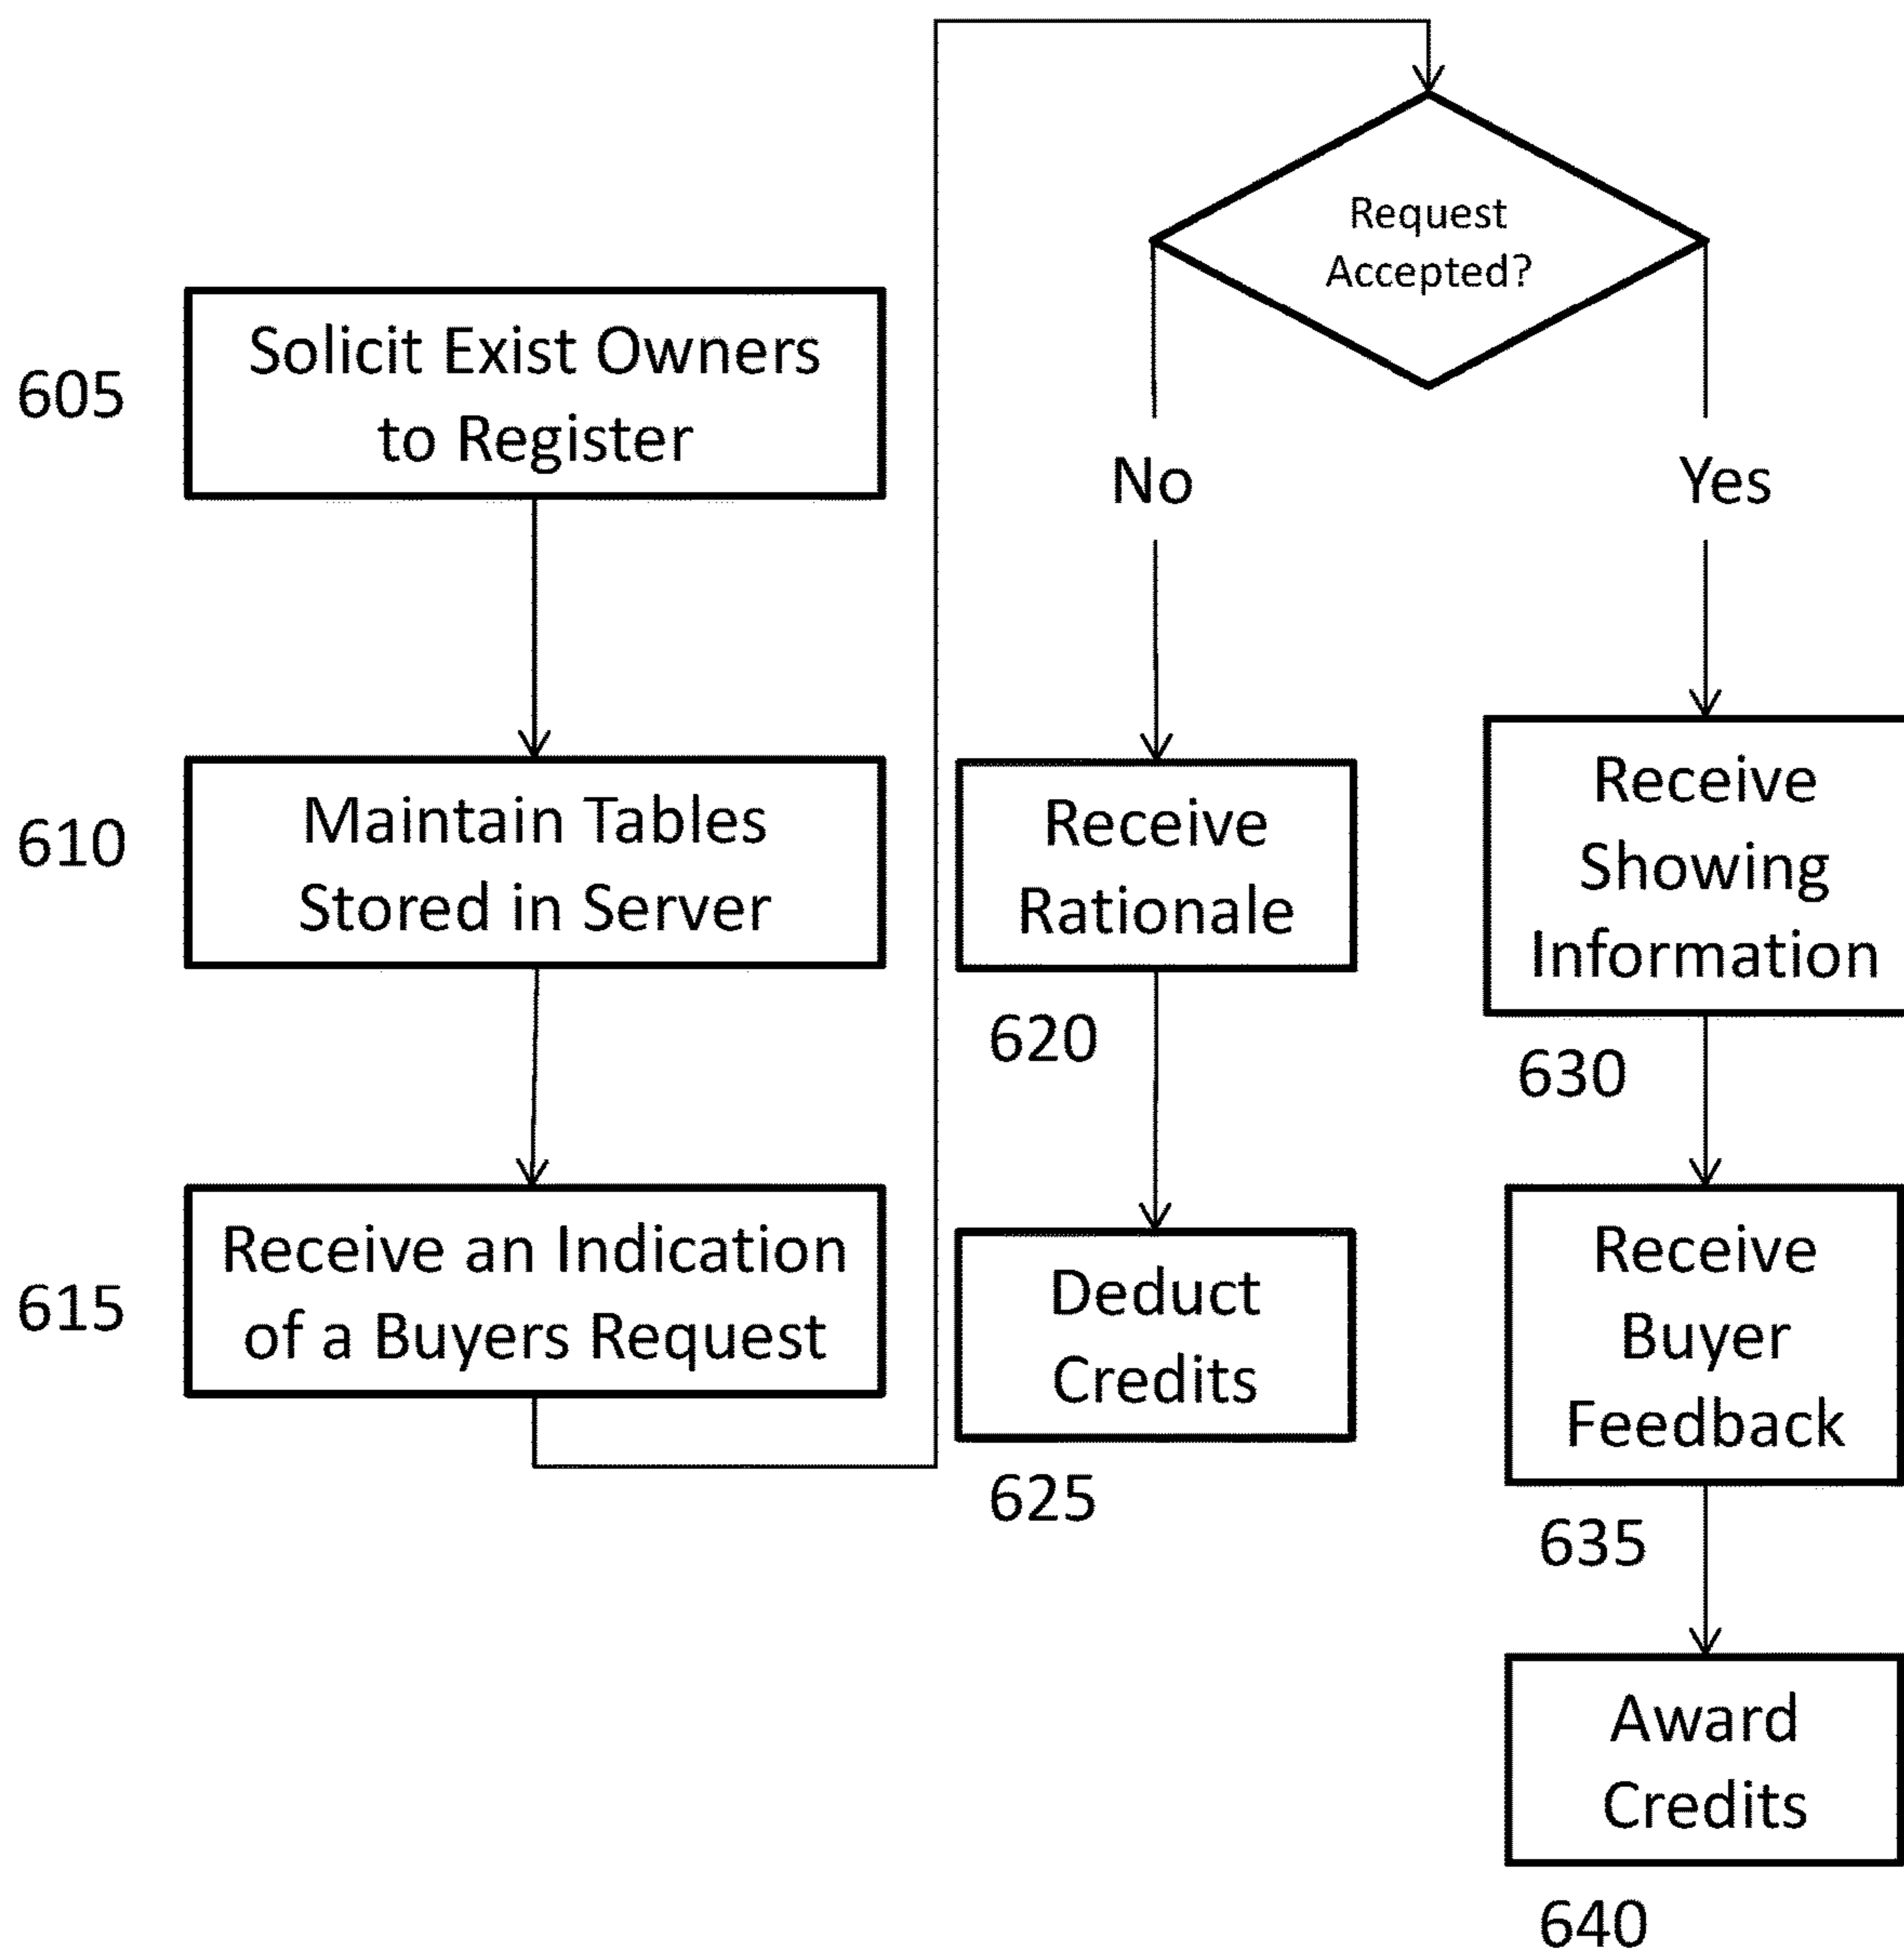 605
Solicit Exist Owners
to Register
610
Maintain Tables
Stored in Server
615
Receive an Indication
of a Buyers Request
Request
Accepted?
No
Yes
Receive
Rationale
620
Deduct
Credits
625
Receive
Showing
Information
630
Receive
Buyer
Feedback
635
Award
Credits
640